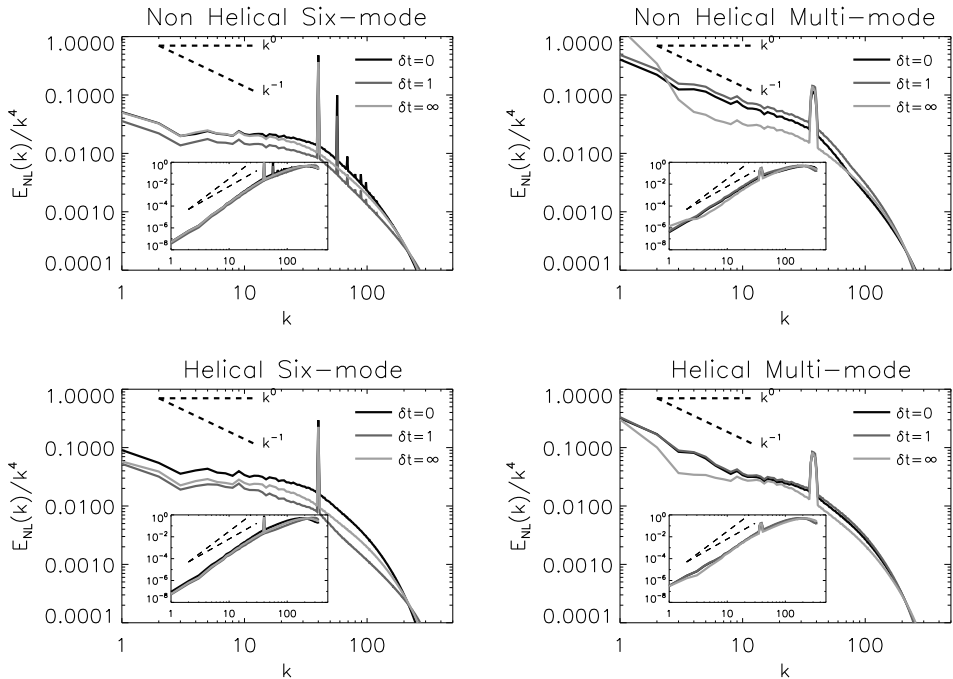 Non Helical Six-mode
E_NL(k)/k^4
1.0000
0.1000
0.0100
0.0010
0.0001
k^0
k^-1
δt=0
δt=1
δt=∞
10^0
10^-2
10^-4
10^-6
10^-8
1 10 100
1 10 100
k
Non Helical Multi-mode
E_NL(k)/k^4
1.0000
0.1000
0.0100
0.0010
0.0001
k^0
k^-1
δt=0
δt=1
δt=∞
10^0
10^-2
10^-4
10^-6
10^-8
1 10 100
1 10 100
k
Helical Six-mode
E_NL(k)/k^4
1.0000
0.1000
0.0100
0.0010
0.0001
k^0
k^-1
δt=0
δt=1
δt=∞
10^0
10^-2
10^-4
10^-6
10^-8
1 10 100
1 10 100
k
Helical Multi-mode
E_NL(k)/k^4
1.0000
0.1000
0.0100
0.0010
0.0001
k^0
k^-1
δt=0
δt=1
δt=∞
10^0
10^-2
10^-4
10^-6
10^-8
1 10 100
1 10 100
k